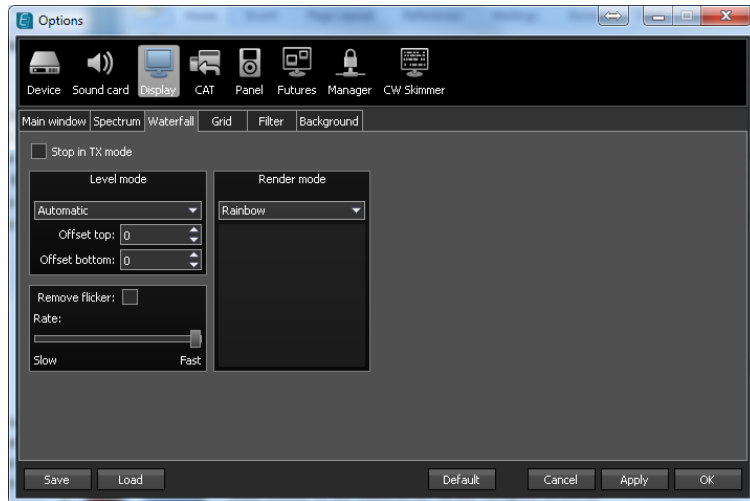 Options
Device Sound card Display CAT Panel Futures Manager CW Skimmer
Main window Spectrum Waterfall Grid Filter Background
Stop in TX mode
Level mode
Automatic
Offset top: 0
Offset bottom: 0
Render mode
Rainbow
Remove flicker:
Rate:
Slow Fast
Save Load Default Cancel Apply OK